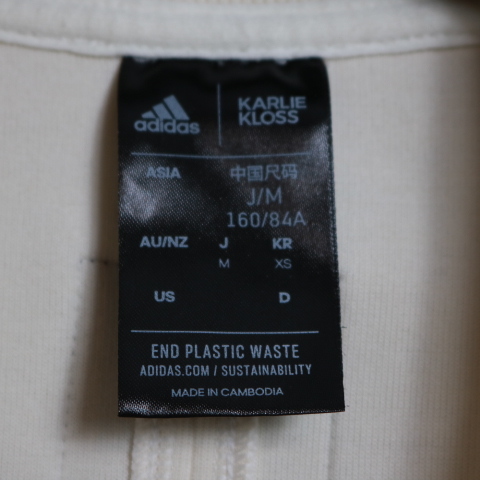 adidas
KARLIE
KLOSS
ASIA 中国尺码
J/M
160/84A
AU/NZ J KR
M XS
US D
END PLASTIC WASTE
ADIDAS.COM / SUSTAINABILITY
MADE IN CAMBODIA